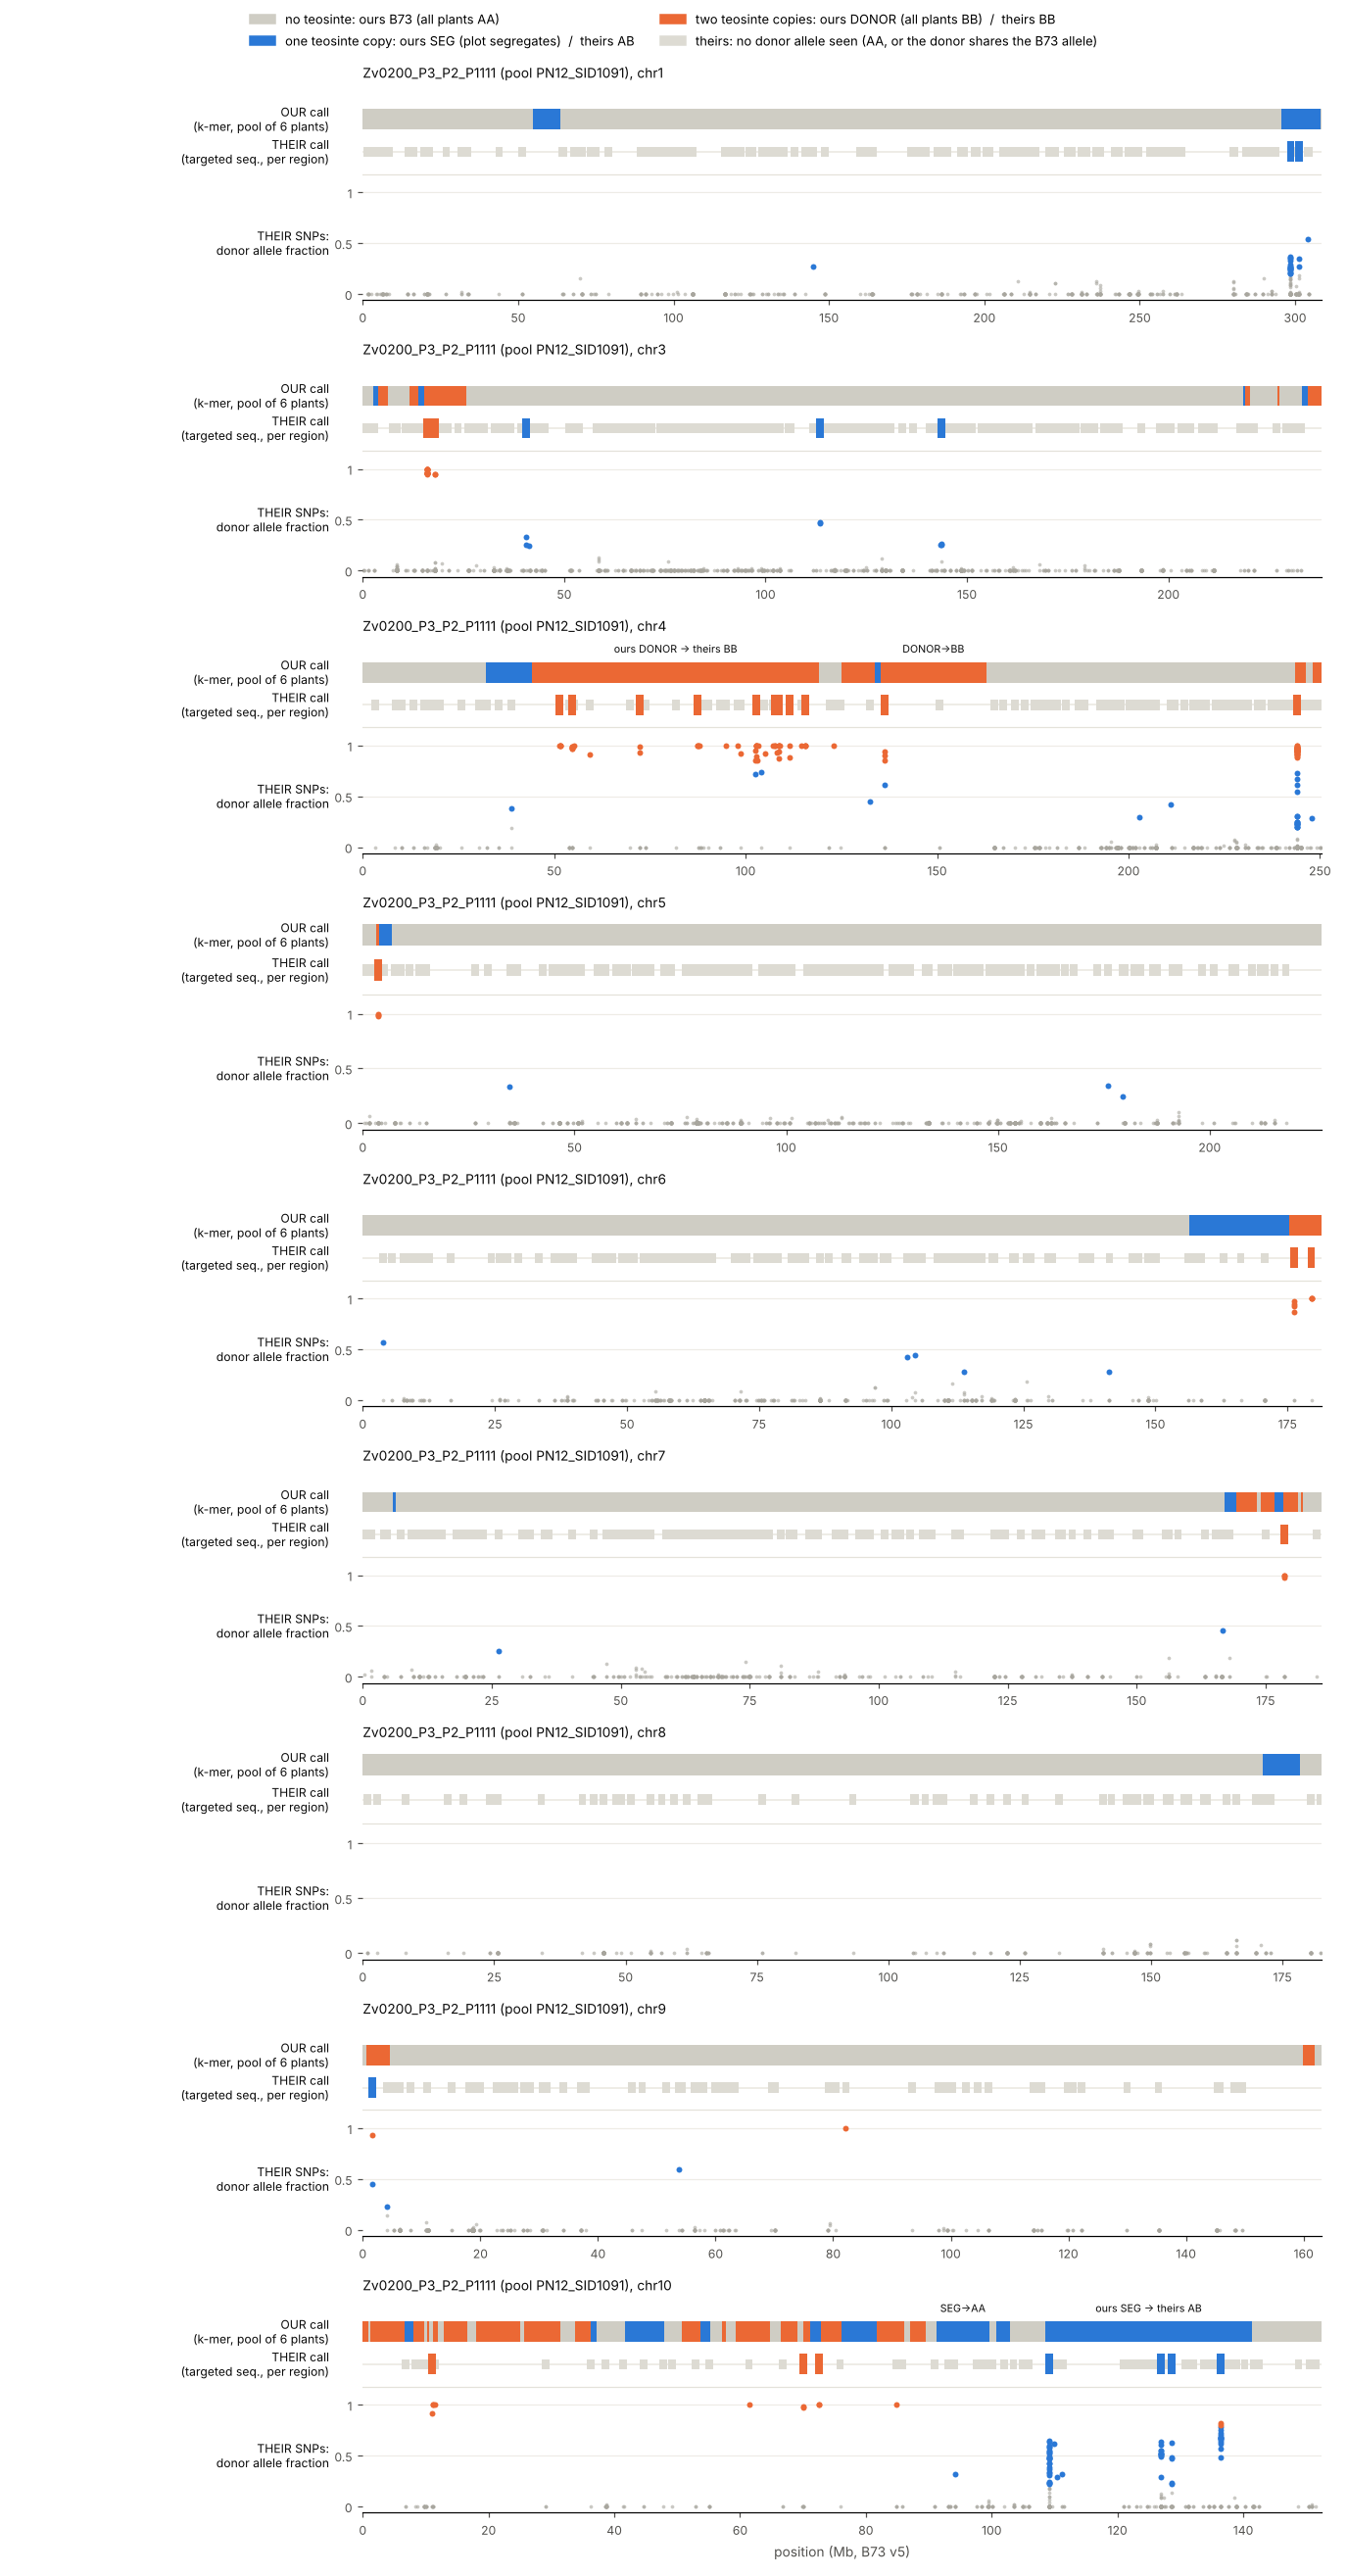 no teosinte: ours B73 (all plants AA)
two teosinte copies: ours DONOR (all plants BB)  /  theirs BB
one teosinte copy: ours SEG (plot segregates)  /  theirs AB
theirs: no donor allele seen (AA, or the donor shares the B73 allele)
Zv0200_P3_P2_P1111 (pool PN12_SID1091), chr1
OUR call
(k-mer, pool of 6 plants)
THEIR call
(targeted seq., per region)
1
THEIR SNPs:
donor allele fraction
0.5
0
0 50 100 150 200 250 300
Zv0200_P3_P2_P1111 (pool PN12_SID1091), chr3
OUR call
(k-mer, pool of 6 plants)
THEIR call
(targeted seq., per region)
1
THEIR SNPs:
donor allele fraction
0.5
0
0 50 100 150 200
Zv0200_P3_P2_P1111 (pool PN12_SID1091), chr4
ours DONOR → theirs BB
DONOR→BB
OUR call
(k-mer, pool of 6 plants)
THEIR call
(targeted seq., per region)
1
THEIR SNPs:
donor allele fraction
0.5
0
0 50 100 150 200 250
Zv0200_P3_P2_P1111 (pool PN12_SID1091), chr5
OUR call
(k-mer, pool of 6 plants)
THEIR call
(targeted seq., per region)
1
THEIR SNPs:
donor allele fraction
0.5
0
0 50 100 150 200
Zv0200_P3_P2_P1111 (pool PN12_SID1091), chr6
OUR call
(k-mer, pool of 6 plants)
THEIR call
(targeted seq., per region)
1
THEIR SNPs:
donor allele fraction
0.5
0
0 25 50 75 100 125 150 175
Zv0200_P3_P2_P1111 (pool PN12_SID1091), chr7
OUR call
(k-mer, pool of 6 plants)
THEIR call
(targeted seq., per region)
1
THEIR SNPs:
donor allele fraction
0.5
0
0 25 50 75 100 125 150 175
Zv0200_P3_P2_P1111 (pool PN12_SID1091), chr8
OUR call
(k-mer, pool of 6 plants)
THEIR call
(targeted seq., per region)
1
THEIR SNPs:
donor allele fraction
0.5
0
0 25 50 75 100 125 150 175
Zv0200_P3_P2_P1111 (pool PN12_SID1091), chr9
OUR call
(k-mer, pool of 6 plants)
THEIR call
(targeted seq., per region)
1
THEIR SNPs:
donor allele fraction
0.5
0
0 20 40 60 80 100 120 140 160
Zv0200_P3_P2_P1111 (pool PN12_SID1091), chr10
SEG→AA
ours SEG → theirs AB
OUR call
(k-mer, pool of 6 plants)
THEIR call
(targeted seq., per region)
1
THEIR SNPs:
donor allele fraction
0.5
0
0 20 40 60 80 100 120 140
position (Mb, B73 v5)